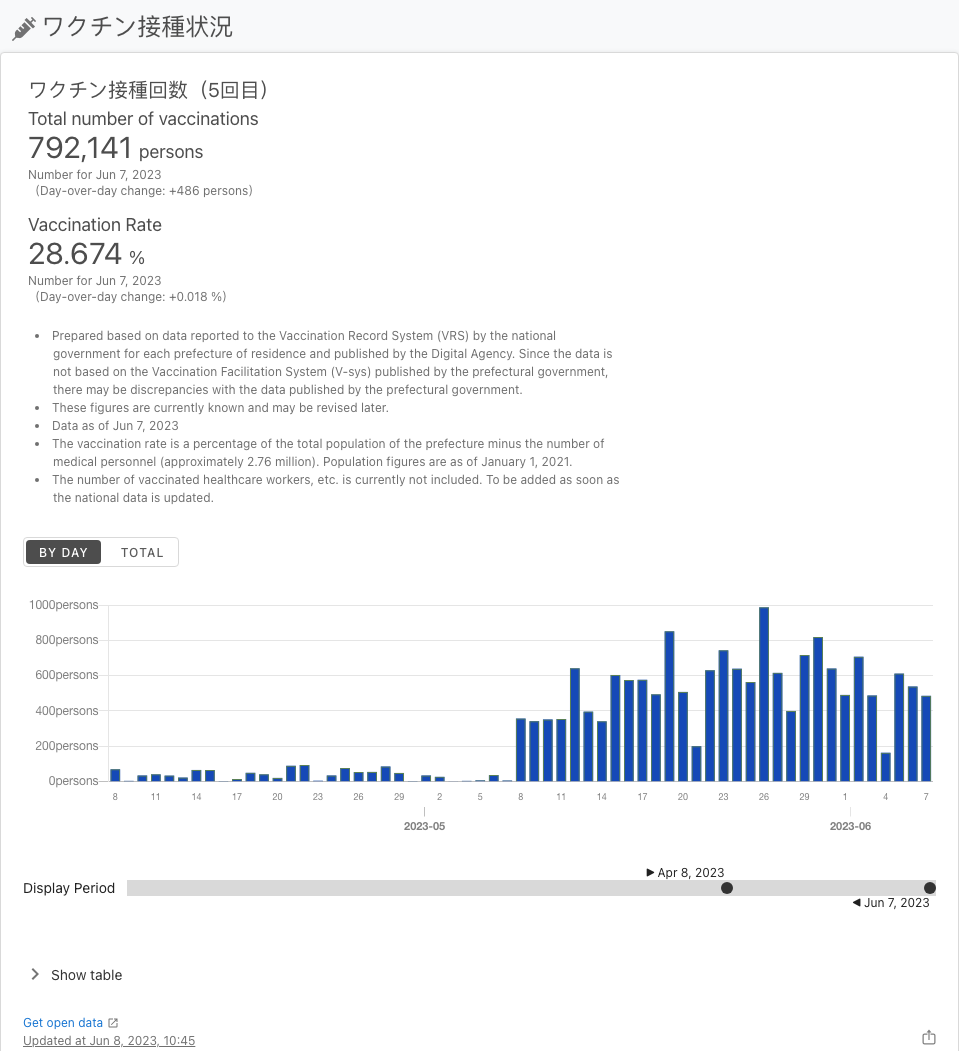 ワクチン接種状況
ワクチン接種回数（5回目）
Total number of vaccinations
792,141 persons
Number for Jun 7, 2023
（Day-over-day change: +486 persons）
Vaccination Rate
28.674 %
Number for Jun 7, 2023
（Day-over-day change: +0.018 %）
• Prepared based on data reported to the Vaccination Record System (VRS) by the national
government for each prefecture of residence and published by the Digital Agency. Since the data is
not based on the Vaccination Facilitation System (V-sys) published by the prefectural government,
there may be discrepancies with the data published by the prefectural government.
• These figures are currently known and may be revised later.
• Data as of Jun 7, 2023
• The vaccination rate is a percentage of the total population of the prefecture minus the number of
medical personnel (approximately 2.76 million). Population figures are as of January 1, 2021.
• The number of vaccinated healthcare workers, etc. is currently not included. To be added as soon as
the national data is updated.
BY DAY TOTAL
1000persons
800persons
600persons
400persons
200persons
0persons
8 11 14 17 20 23 26 29 2 5 8 11 14 17 20 23 26 29 1 4 7
2023-05 2023-06
Apr 8, 2023
Display Period
Jun 7, 2023
Show table
Get open data
Updated at Jun 8, 2023, 10:45